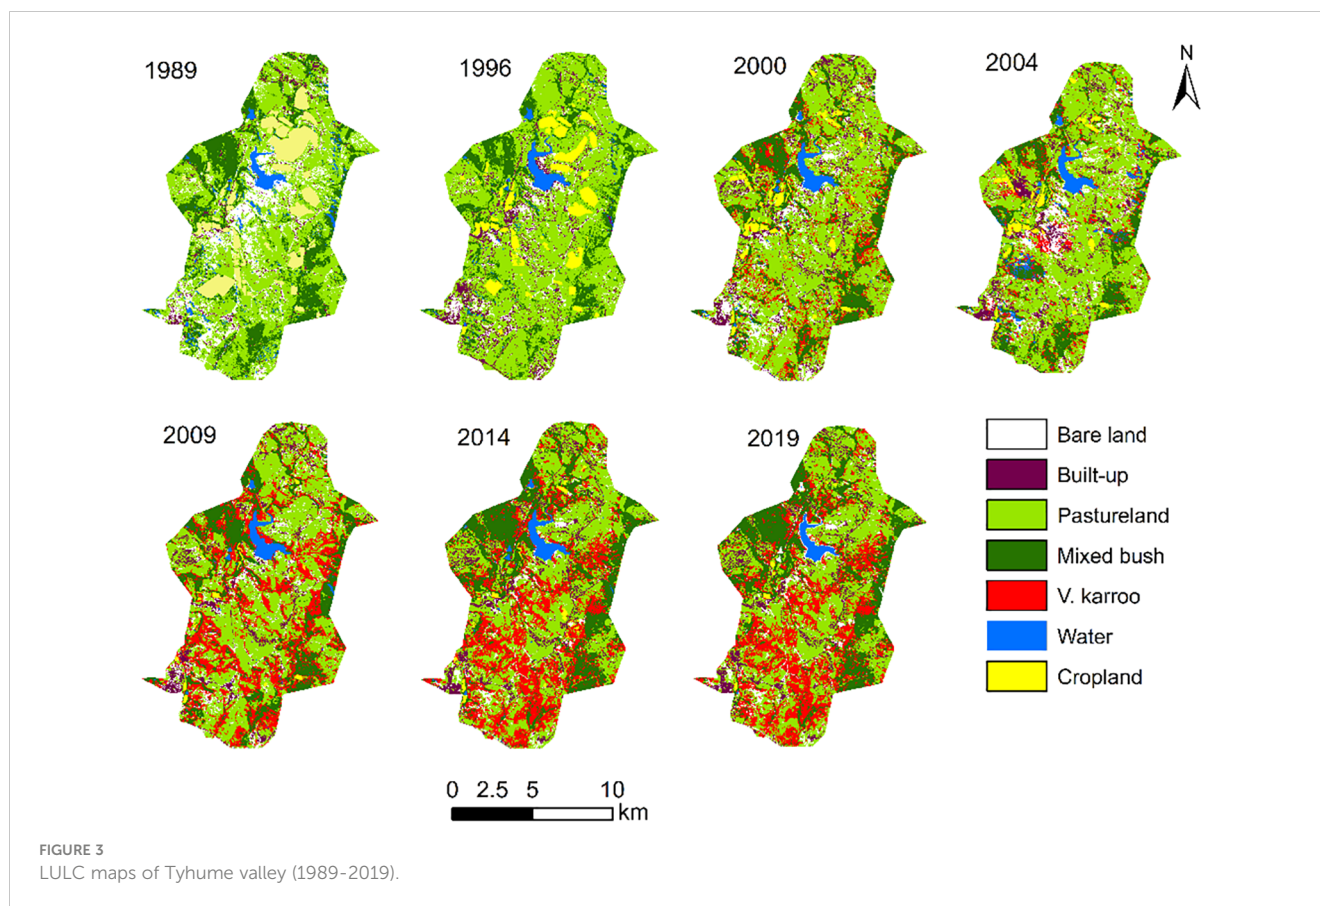 1989
1996
2000
2004
N
2009
2014
2019
Bare land
Built-up
Pastureland
Mixed bush
V. karroo
Water
Cropland
0 2.5 5 10
km
FIGURE 3
LULC maps of Tyhume valley (1989-2019).